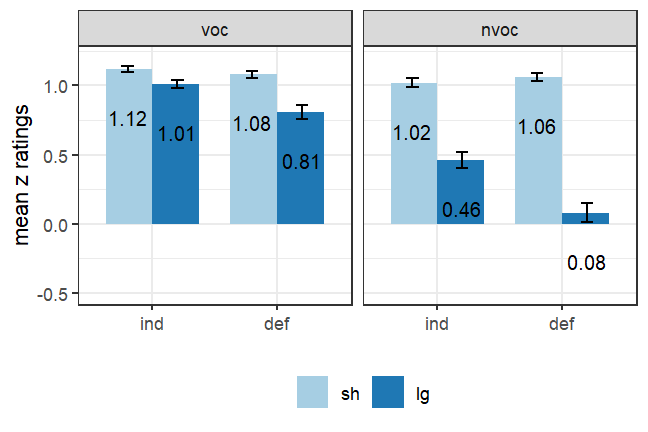 voc nvoc
mean z ratings
1.0
0.5
0.0
-0.5
1.12 1.01 1.08 0.81
1.02 0.46 1.06 0.08
ind def ind def
sh lg